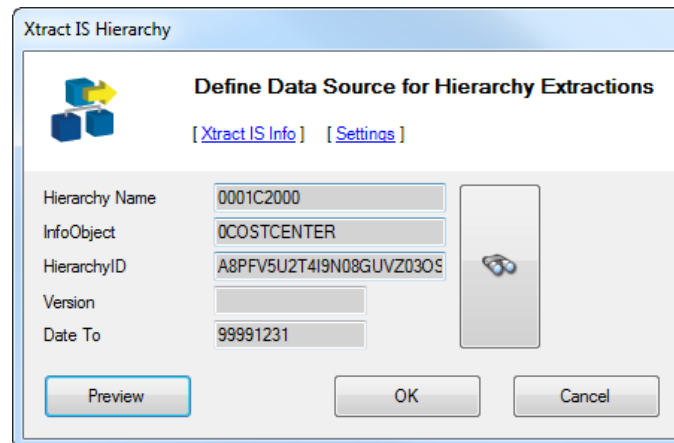 Xtract IS Hierarchy
Define Data Source for Hierarchy Extractions
[ Xtract IS Info ] [ Settings ]
Hierarchy Name 0001C2000
InfoObject 0COSTCENTER
HierarchyID A8PFV5U2T4I9N08GUVZ03OS
Version
Date To 99991231
Preview OK Cancel